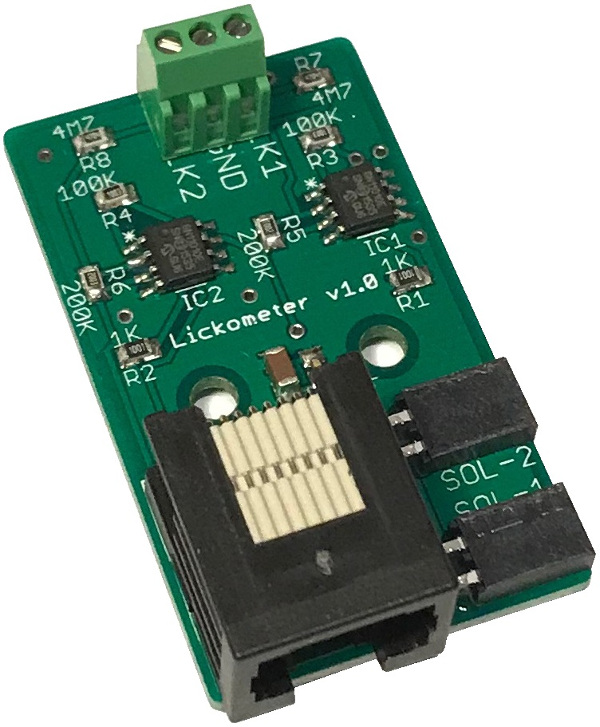 R7
4M7
4M7
R8
100K
R3
K1
GND
K2
100K
R4
*
*
R5
200K
IC1
1K
R1
R6
200K
IC2
Lickometer v1.0
1K
R2
SOL-2
SOL-1